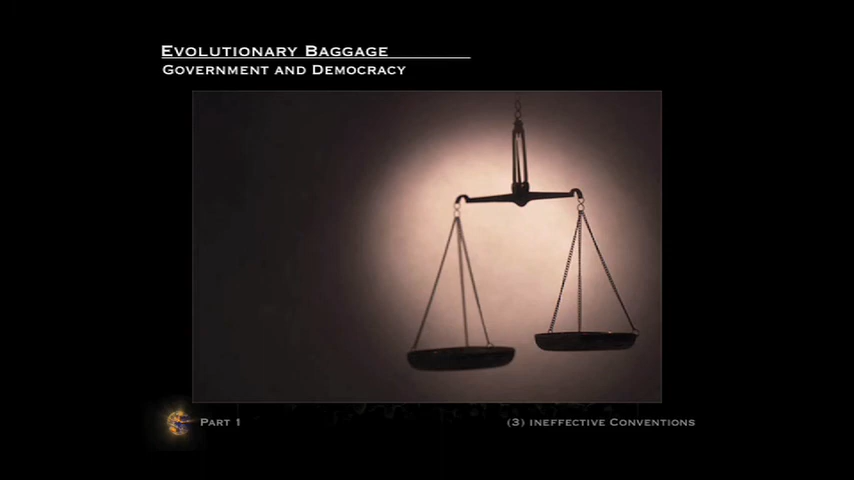 Evolutionary Baggage
Government and Democracy
Part 1
(3) ineffective Conventions